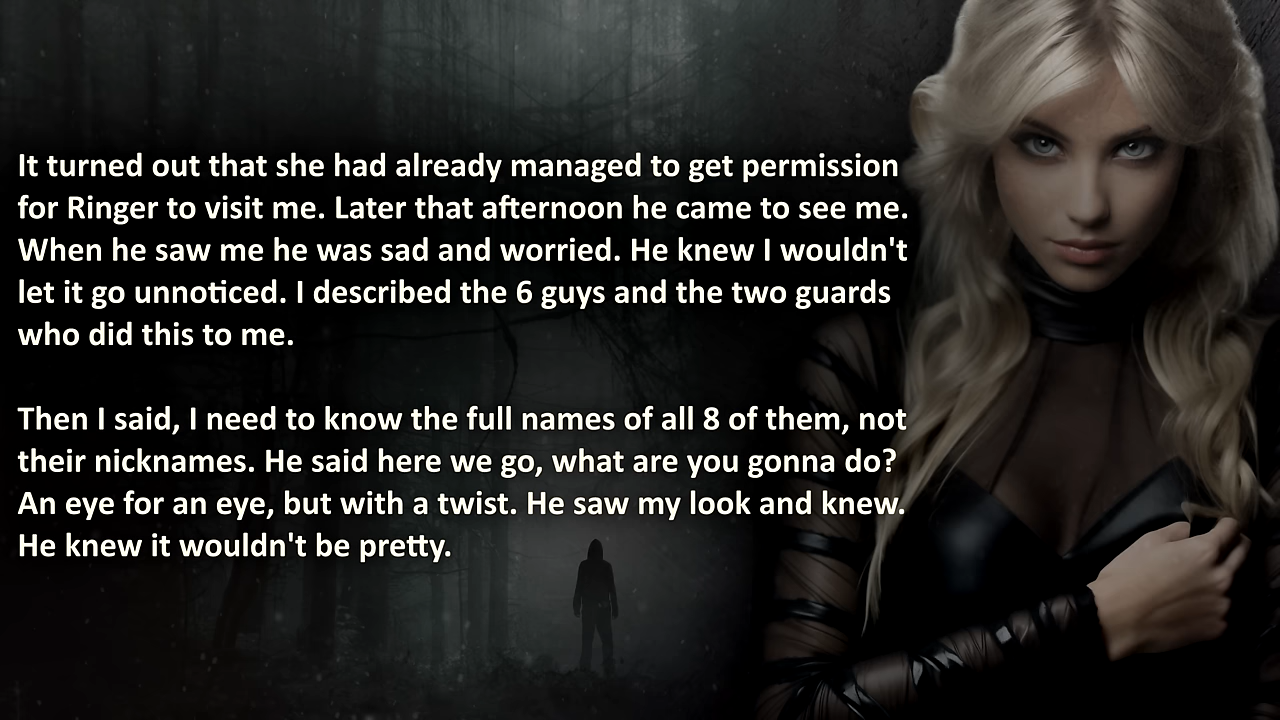 It turned out that she had already managed to get permission
for Ringer to visit me. Later that afternoon he came to see me.
When he saw me he was sad and worried. He knew I wouldn't
let it go unnoticed. I described the 6 guys and the two guards
who did this to me.
Then I said, I need to know the full names of all 8 of them, not
their nicknames. He said here we go, what are you gonna do?
An eye for an eye, but with a twist. He saw my look and knew.
He knew it wouldn't be pretty.